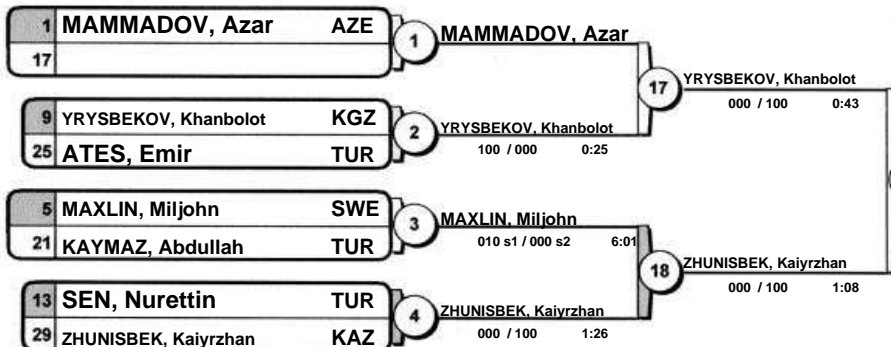 1 MAMMADOV, Azar AZE
17
1
MAMMADOV, Azar
9 YRYSBEKOV, Khanbolot KGZ
25 ATES, Emir TUR
2
YRYSBEKOV, Khanbolot
100 / 000 0:25
17
YRYSBEKOV, Khanbolot
000 / 100 0:43
5 MAXLIN, Miljohn SWE
21 KAYMAZ, Abdullah TUR
3
MAXLIN, Miljohn
010 s1 / 000 s2 6:01
13 SEN, Nurettin TUR
29 ZHUNISBEK, Kaiyrzhan KAZ
4
ZHUNISBEK, Kaiyrzhan
000 / 100 1:26
18
ZHUNISBEK, Kaiyrzhan
000 / 100 1:08